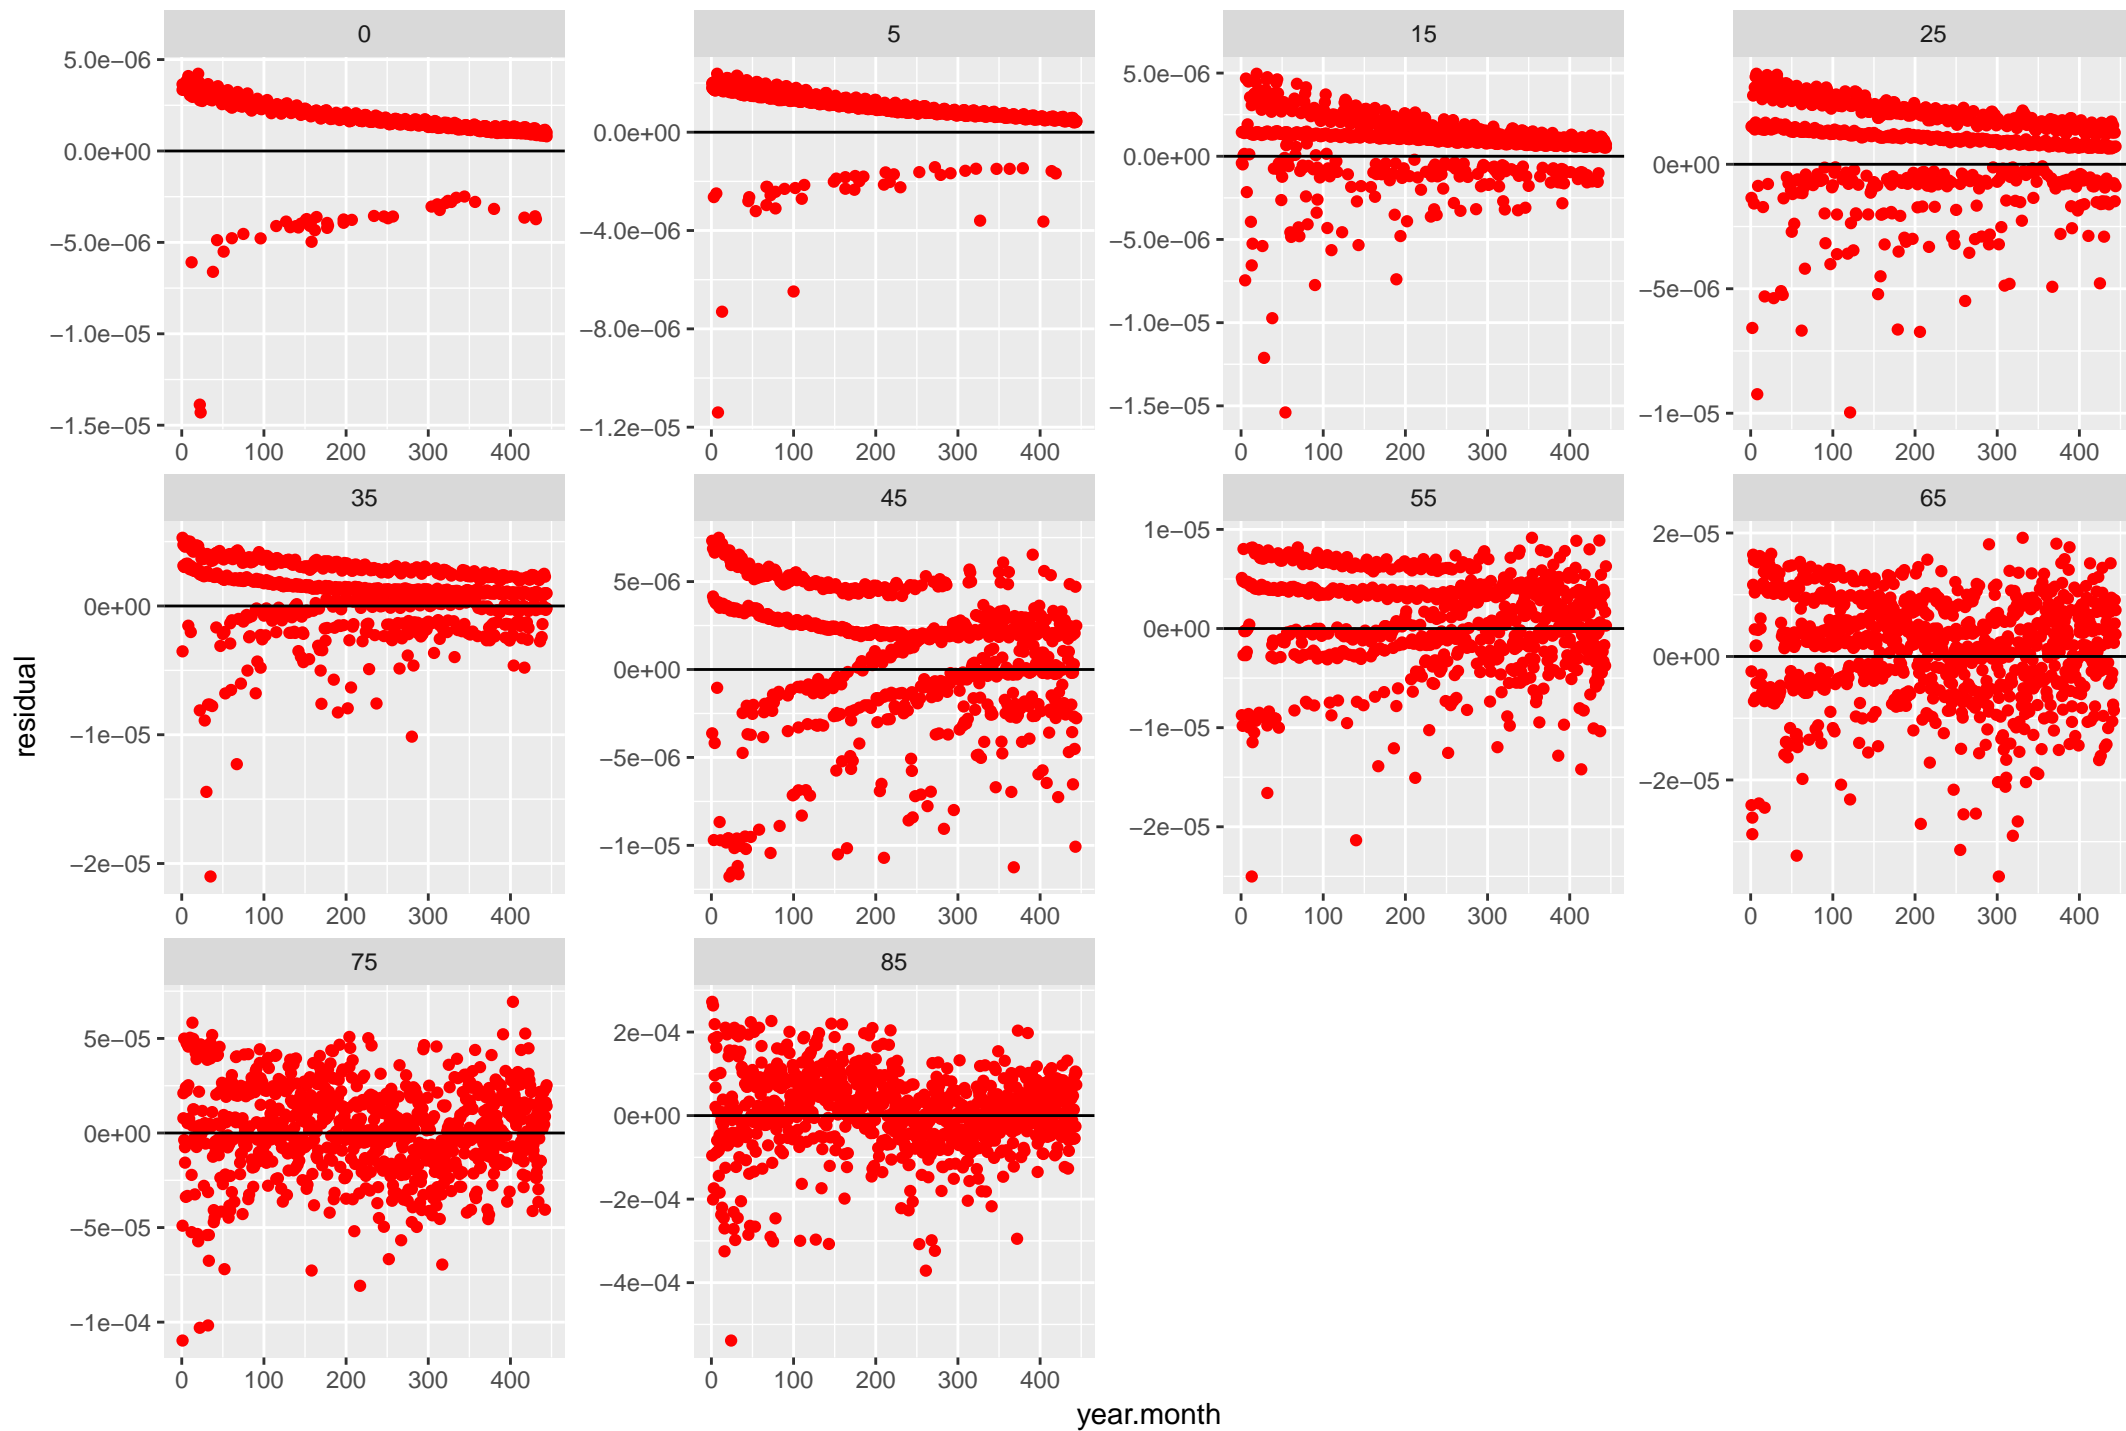 0 5 15 25
5.0e−06
0.0e+00
−5.0e−06
−1.0e−05
−1.5e−05
0 100 200 300 400
0.0e+00
−4.0e−06
−8.0e−06
−1.2e−05
0 100 200 300 400
5.0e−06
0.0e+00
−5.0e−06
−1.0e−05
−1.5e−05
0 100 200 300 400
0e+00
−5e−06
−1e−05
0 100 200 300 400
35 45 55 65
0e+00
−1e−05
−2e−05
0 100 200 300 400
5e−06
0e+00
−5e−06
−1e−05
0 100 200 300 400
1e−05
0e+00
−1e−05
−2e−05
0 100 200 300 400
2e−05
0e+00
−2e−05
0 100 200 300 400
75 85
5e−05
0e+00
−5e−05
−1e−04
0 100 200 300 400
2e−04
0e+00
−2e−04
−4e−04
0 100 200 300 400
residual
year.month